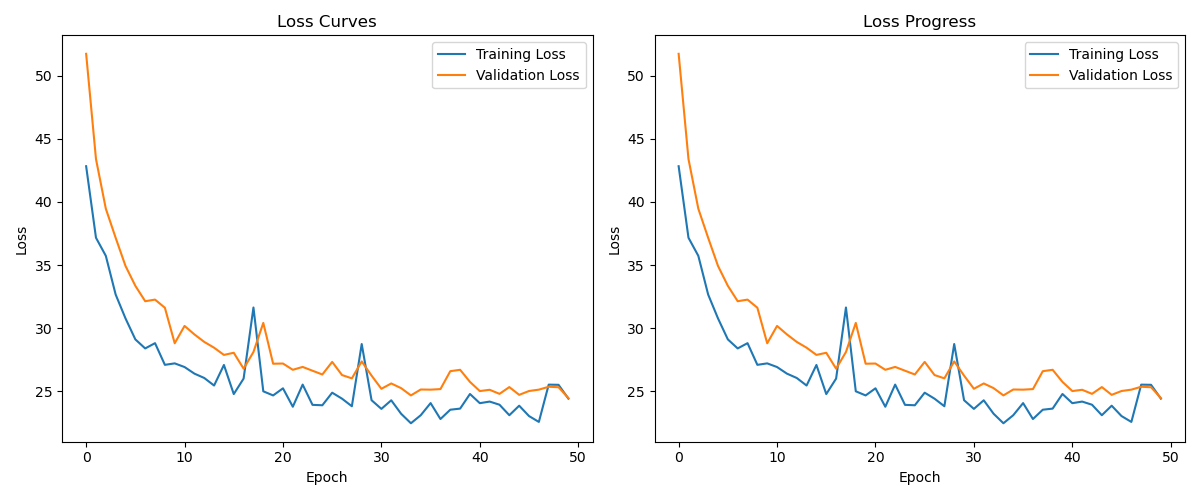 Loss Curves
Training Loss
Validation Loss
50
45
40
35
30
25
Loss
0 10 20 30 40 50
Epoch
Loss Progress
Training Loss
Validation Loss
50
45
40
35
30
25
Loss
0 10 20 30 40 50
Epoch